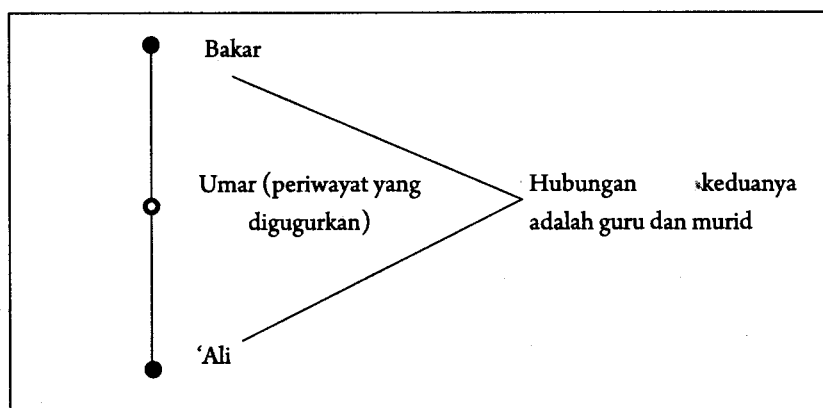 Bakar
Umar (periwayat yang
digugurkan)
Hubungan keduanya
adalah guru dan murid
‘Ali